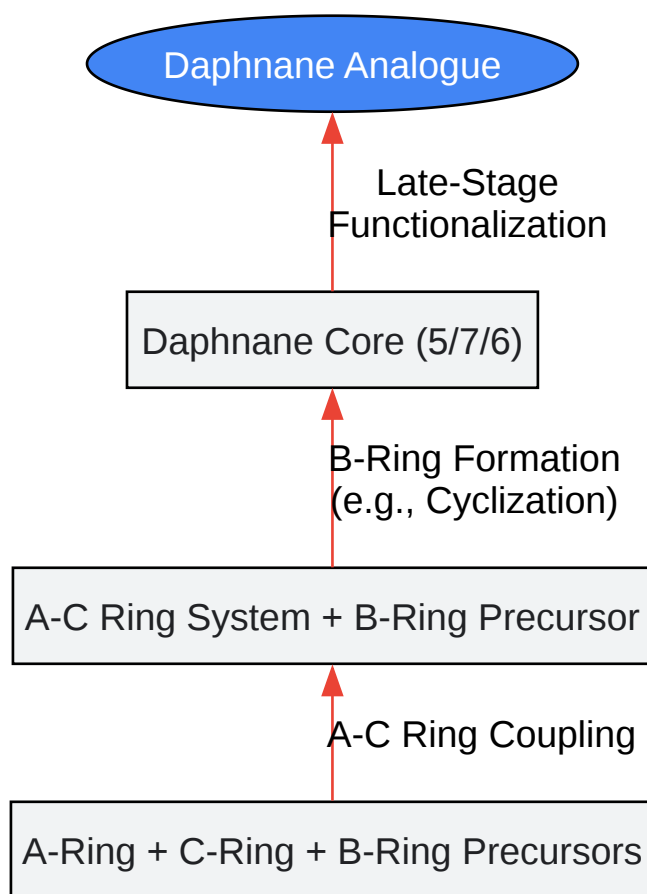 Daphnane Analogue
Late-Stage
Functionalization
Daphnane Core (5/7/6)
B-Ring Formation
(e.g., Cyclization)
A-C Ring System + B-Ring Precursor
A-C Ring Coupling
A-Ring + C-Ring + B-Ring Precursors